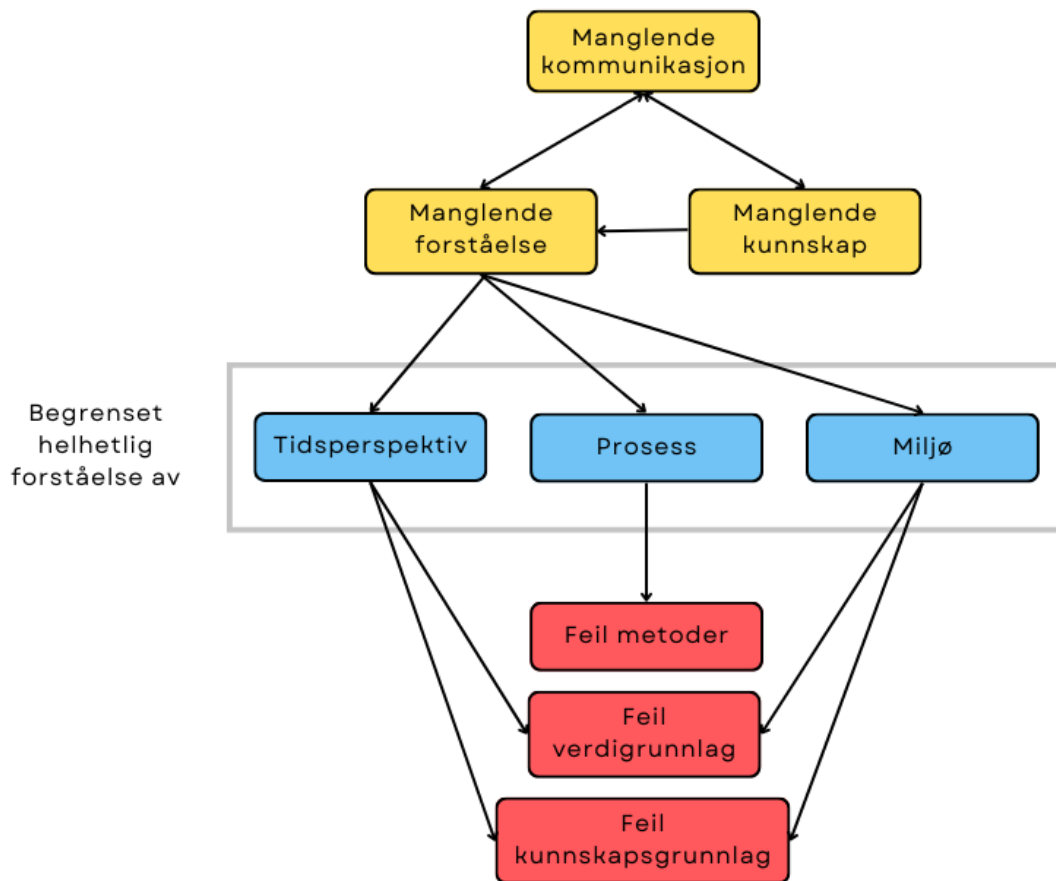 Manglende
kommunikasjon
Manglende
forståelse
Manglende
kunnskap
Begrenset
helhetlig
forståelse av
Tidsperspektiv
Prosess
Miljø
Feil metoder
Feil
verdigrunnlag
Feil
kunnskapsgrunnlag